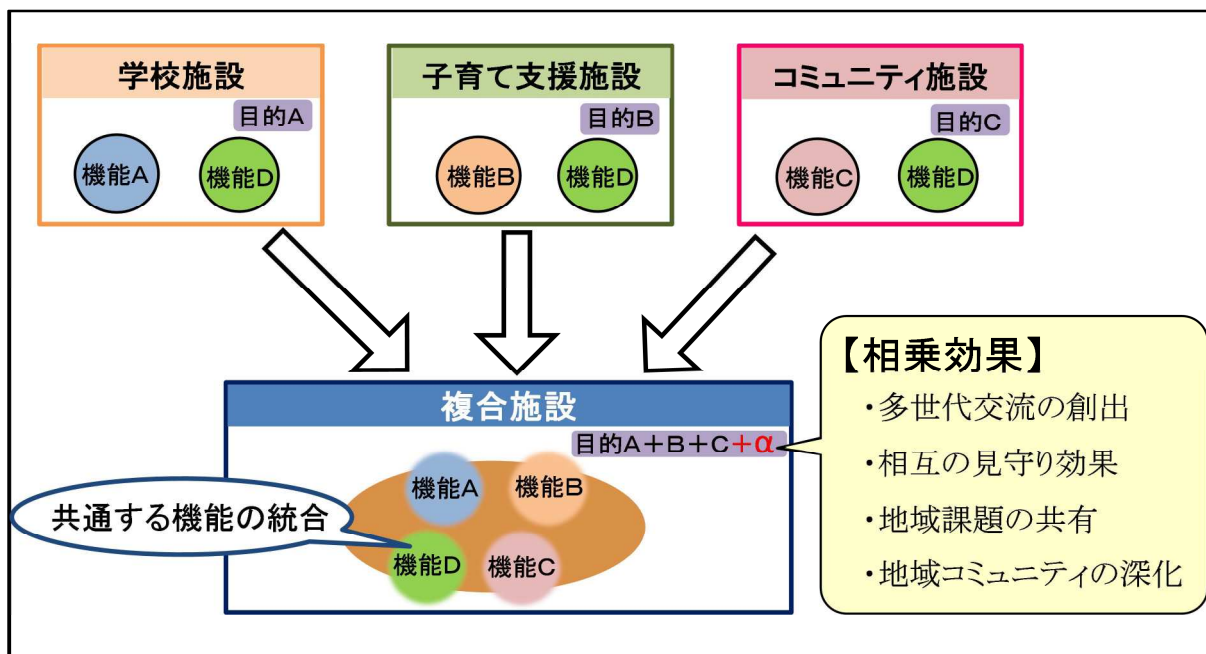 学校施設
目的A
機能A
機能D
子育て支援施設
目的B
機能B
機能D
コミュニティ施設
目的C
機能C
機能D
複合施設
目的A+B+C+α
機能A
機能B
機能D
機能C
共通する機能の統合
【相乗効果】
・多世代交流の創出
・相互の見守り効果
・地域課題の共有
・地域コミュニティの深化